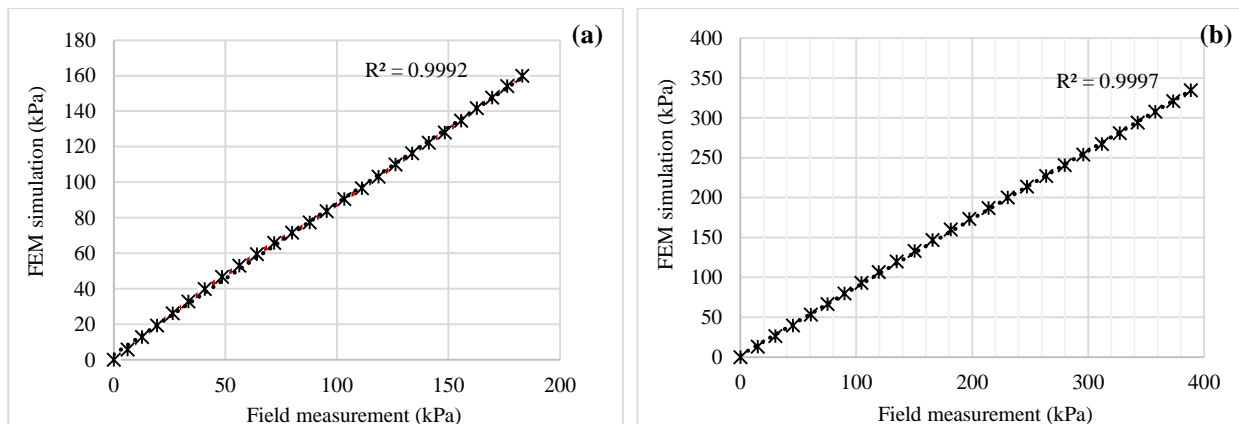 (a)
R² = 0.9992
FEM simulation (kPa)
180
160
140
120
100
80
60
40
20
0
0 50 100 150 200
Field measurement (kPa)
(b)
R² = 0.9997
FEM simulation (kPa)
400
350
300
250
200
150
100
50
0
0 100 200 300 400
Field measurement (kPa)